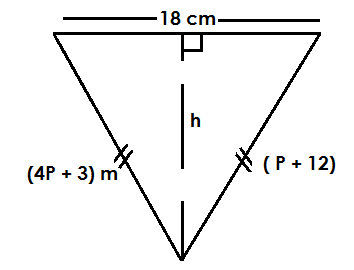 18 cm
h
(4P + 3) m
( P + 12)